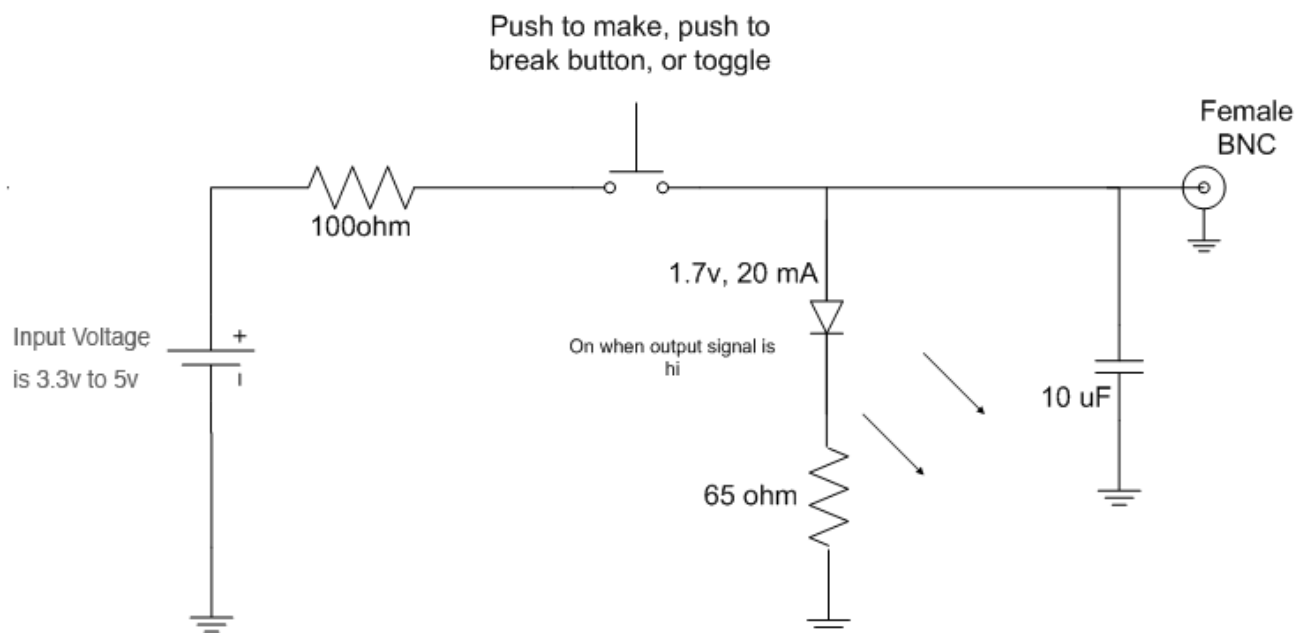 Push to make, push to
break button, or toggle
Female
BNC
100ohm
1.7v, 20 mA
Input Voltage
is 3.3v to 5v
+
On when output signal is
hi
10 uF
65 ohm